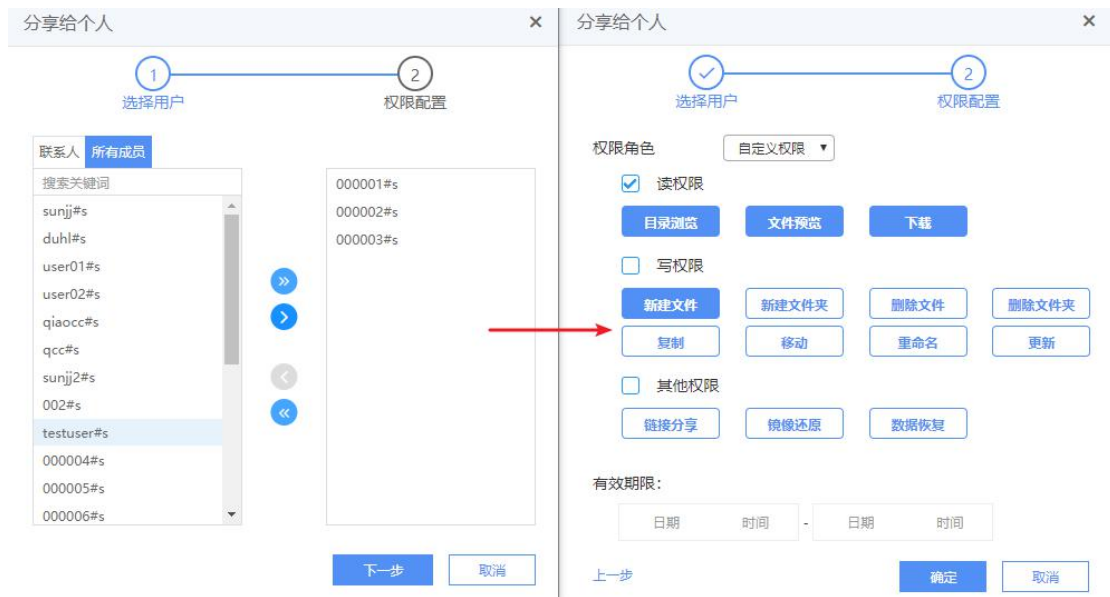 分享给个人 ×
1 2
选择用户 权限配置
联系人 所有成员
搜索关键词
sunjj#s
duhl#s
user01#s
user02#s
qiaocc#s
qcc#s
sunjj2#s
002#s
testuser#s
000004#s
000005#s
000006#s
000001#s
000002#s
000003#s
下一步 取消
分享给个人 ×
2
选择用户 权限配置
权限角色 自定义权限
读权限
目录浏览 文件预览 下载
写权限
新建文件 新建文件夹 删除文件 删除文件夹
复制 移动 重命名 更新
其他权限
链接分享 镜像还原 数据恢复
有效期限:
日期 时间 - 日期 时间
上一步 确定 取消